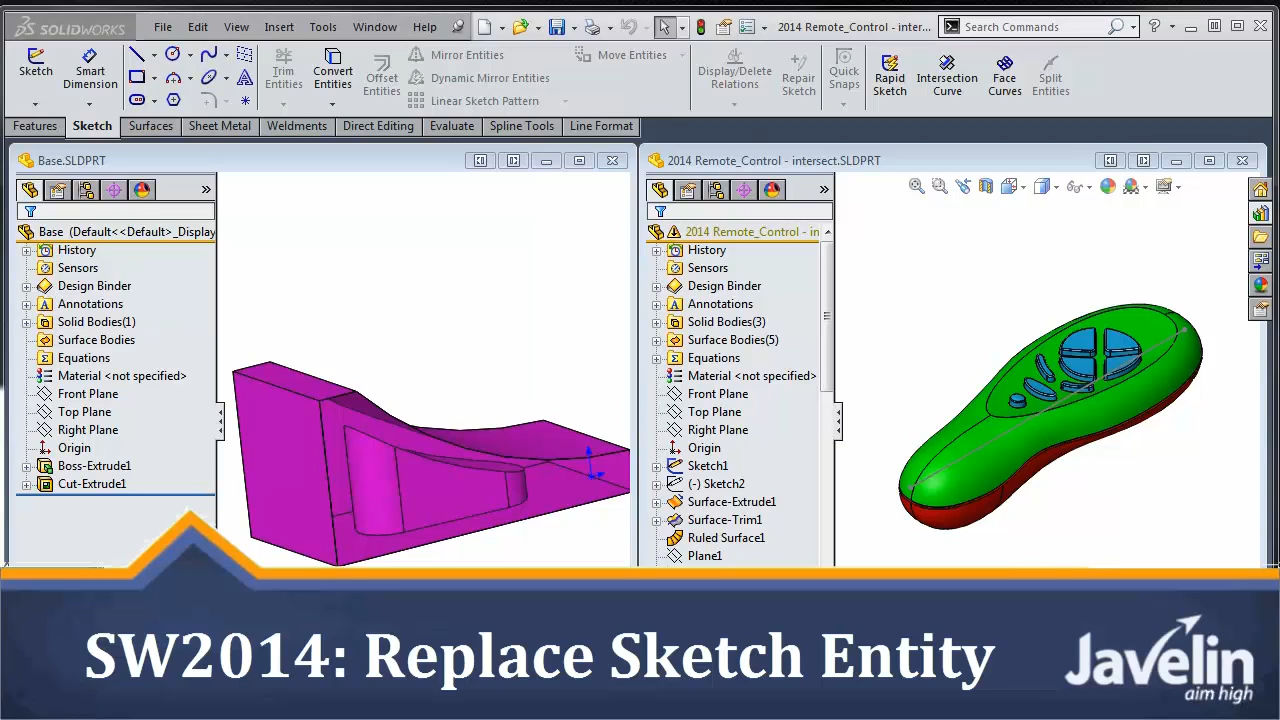 SOLIDWORKS File Edit View Insert Tools Window Help 2014 Remote_Control - inter... Search Commands
Sketch Smart Dimension Trim Entities Convert Entities Offset Entities Mirror Entities Move Entities Display/Delete Relations Repair Sketch Quick Snaps Rapid Sketch Intersection Curve Face Curves Split Entities
Dynamic Mirror Entities
Linear Sketch Pattern
Features Sketch Surfaces Sheet Metal Weldments Direct Editing Evaluate Spline Tools Line Format
Base.SLDPRT
Base (Default<<Default>_Display
History
Sensors
Design Binder
Annotations
Solid Bodies(1)
Surface Bodies
Equations
Material <not specified>
Front Plane
Top Plane
Right Plane
Origin
Boss-Extrude1
Cut-Extrude1
2014 Remote_Control - intersect.SLDPRT
2014 Remote_Control - in
History
Sensors
Design Binder
Annotations
Solid Bodies(3)
Surface Bodies(5)
Equations
Material <not specified>
Front Plane
Top Plane
Right Plane
Origin
Sketch1
(-) Sketch2
Surface-Extrude1
Surface-Trim1
Ruled Surface1
Plane1
SW2014: Replace Sketch Entity
Javelin
aim high